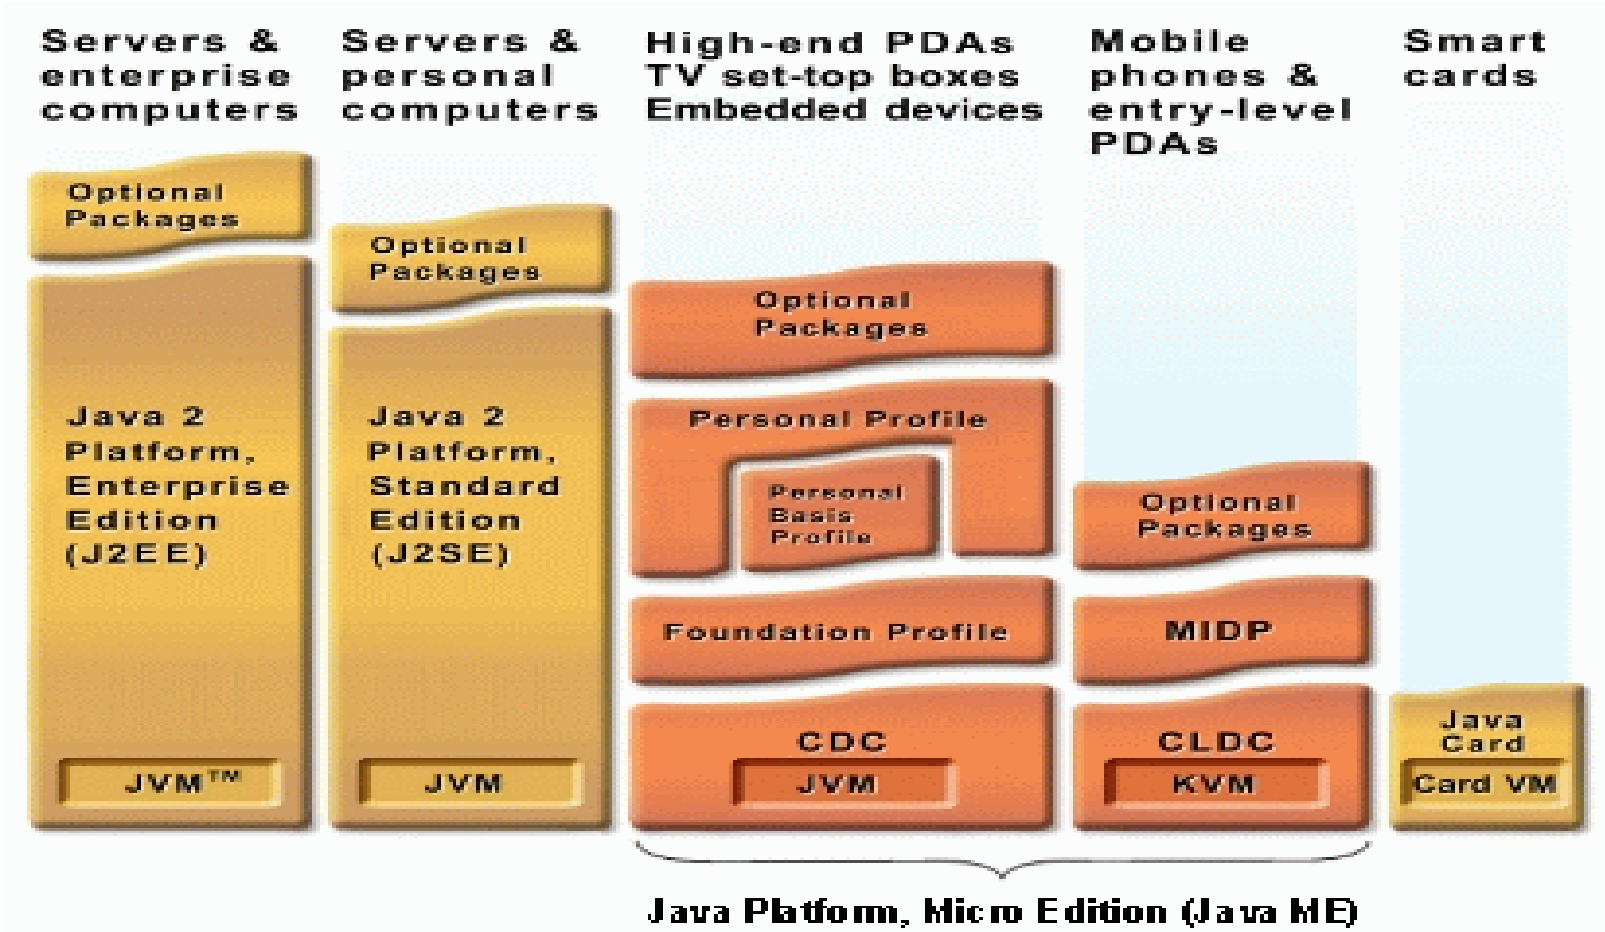 Servers &
enterprise
computers
Servers &
personal
computers
High-end PDAs
TV set-top boxes
Embedded devices
Mobile
phones &
entry-level
PDAs
Smart
cards
Optional
Packages
Java 2
Platform,
Enterprise
Edition
(J2EE)
JVM™
Optional
Packages
Java 2
Platform,
Standard
Edition
(J2SE)
JVM
Optional
Packages
Personal Profile
Personal
Basis
Profile
Foundation Profile
CDC
JVM
Optional
Packages
MIDP
CLDC
KVM
Java
Card
Card VM
Java Platform, Micro Edition (Java ME)